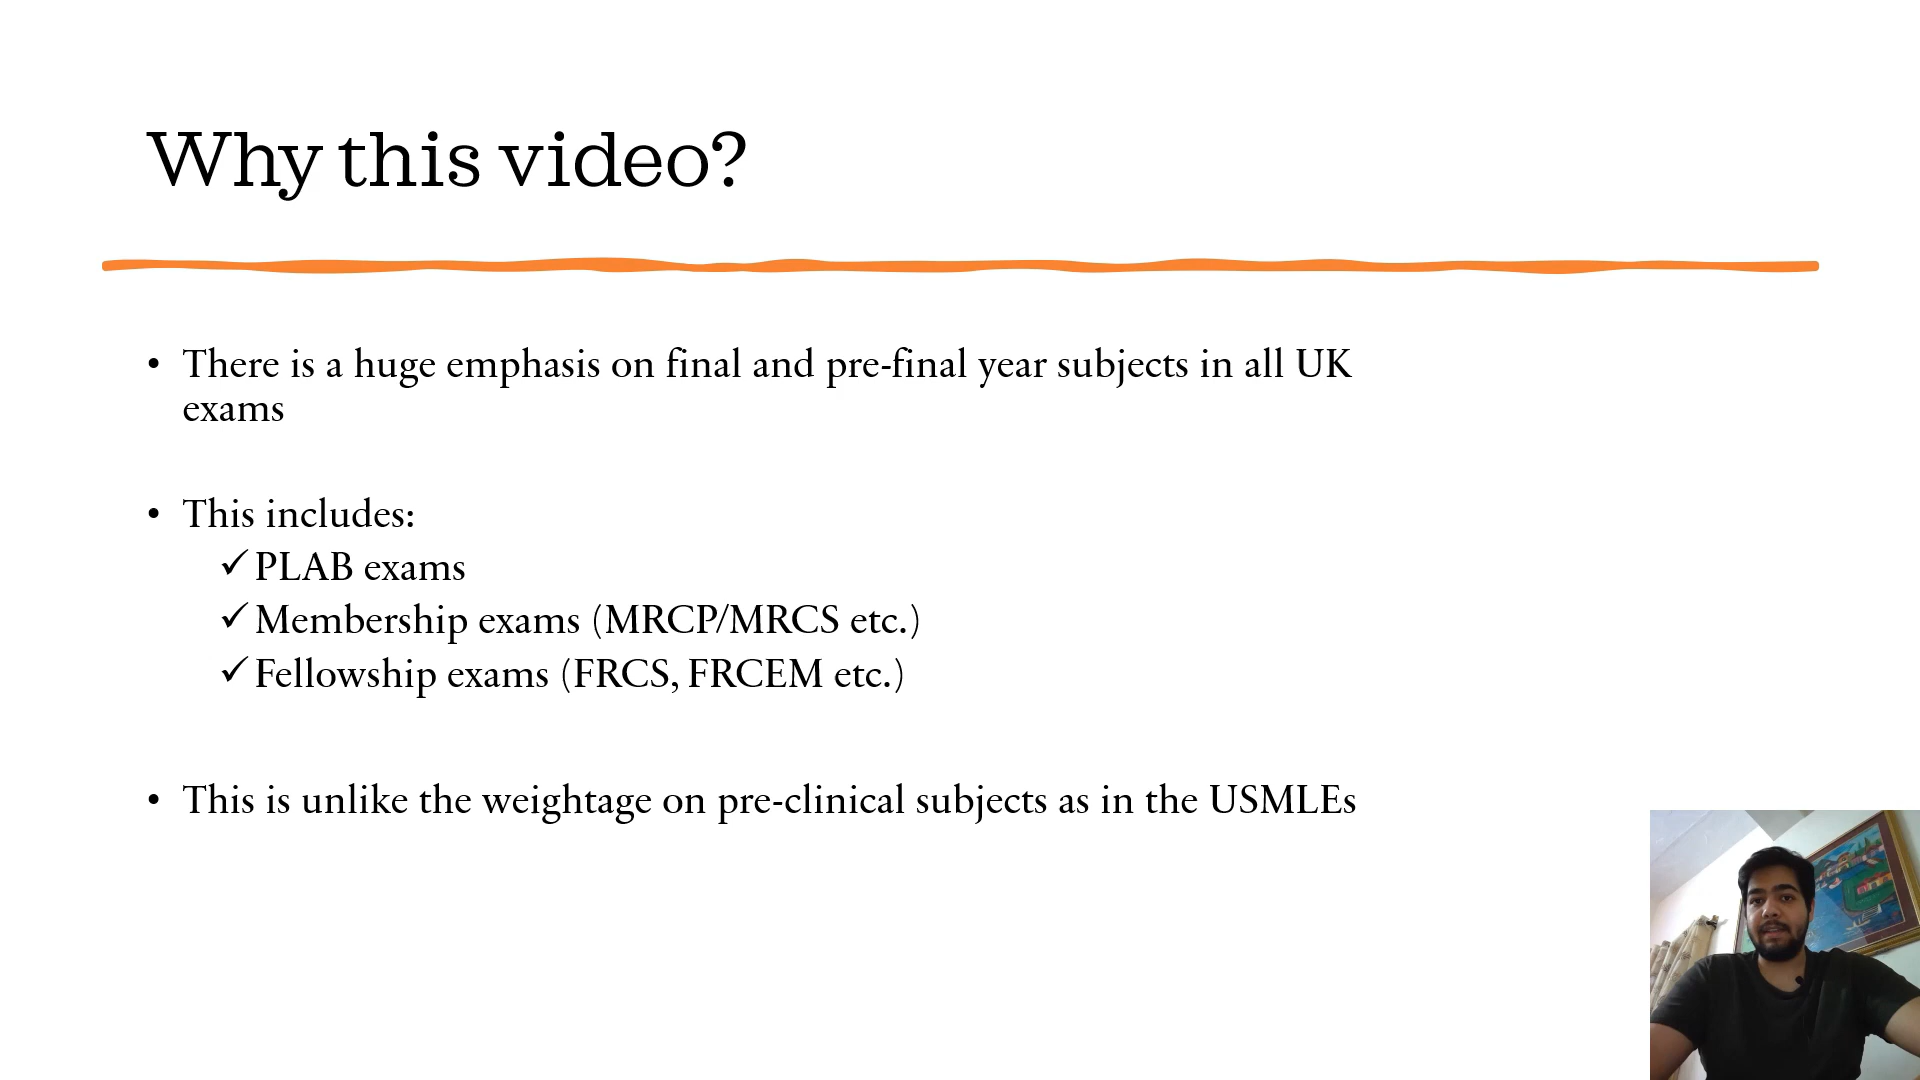 Why this video?
• There is a huge emphasis on final and pre-final year subjects in all UK
exams
• This includes:
✓ PLAB exams
✓ Membership exams (MRCP/MRCS etc.)
✓ Fellowship exams (FRCS, FRCEM etc.)
• This is unlike the weightage on pre-clinical subjects as in the USMLEs